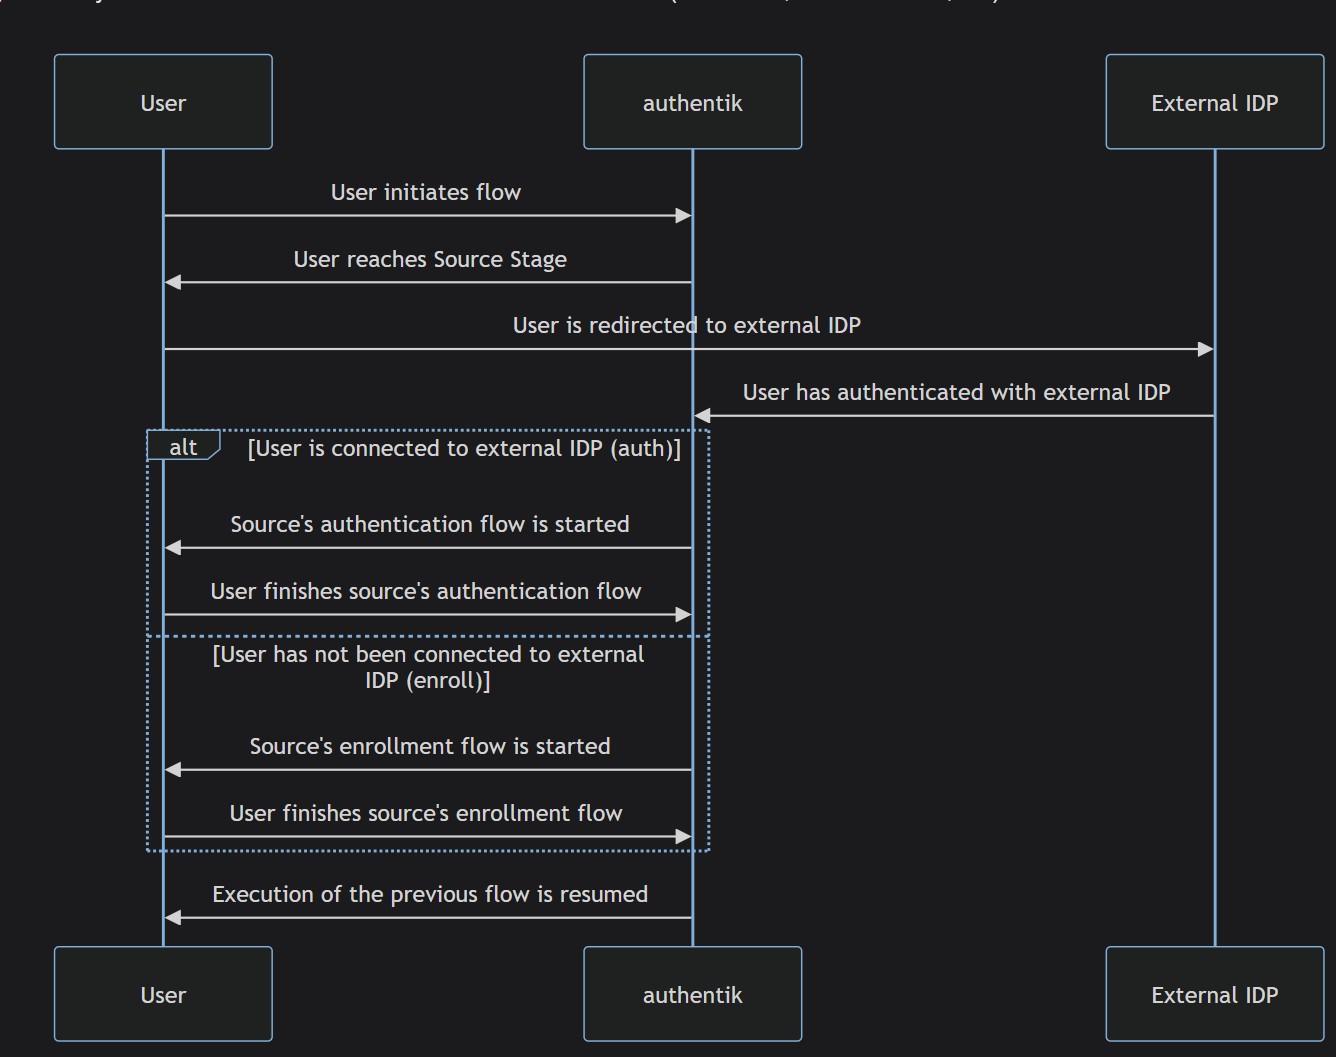 User
authentik
External IDP
User initiates flow
User reaches Source Stage
User is redirected to external IDP
User has authenticated with external IDP
alt
[User is connected to external IDP (auth)]
Source's authentication flow is started
User finishes source's authentication flow
[User has not been connected to external
IDP (enroll)]
Source's enrollment flow is started
User finishes source's enrollment flow
Execution of the previous flow is resumed
User
authentik
External IDP